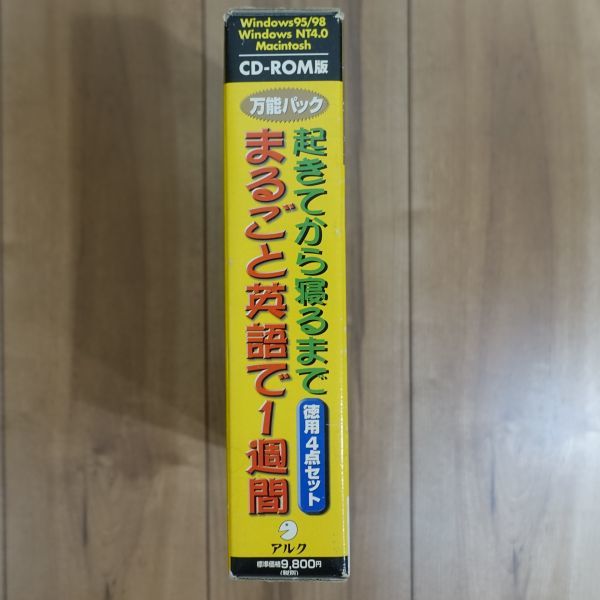 Windows95/98
Windows NT4.0
Macintosh
CD-ROM版
万能パック
起きてから寝るまで
まるごと英語で1週間
徳用4点セット
アルク
標準価格9,800円
(税別)